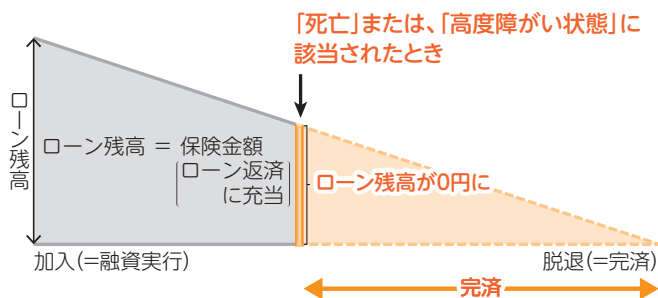 「死亡」または、「高度障がい状態」に
該当されたとき
ローン残高
ローン残高 ＝ 保険金額
ローン返済
に充当
ローン残高が0円に
加入(=融資実行)
脱退(=完済)
完済